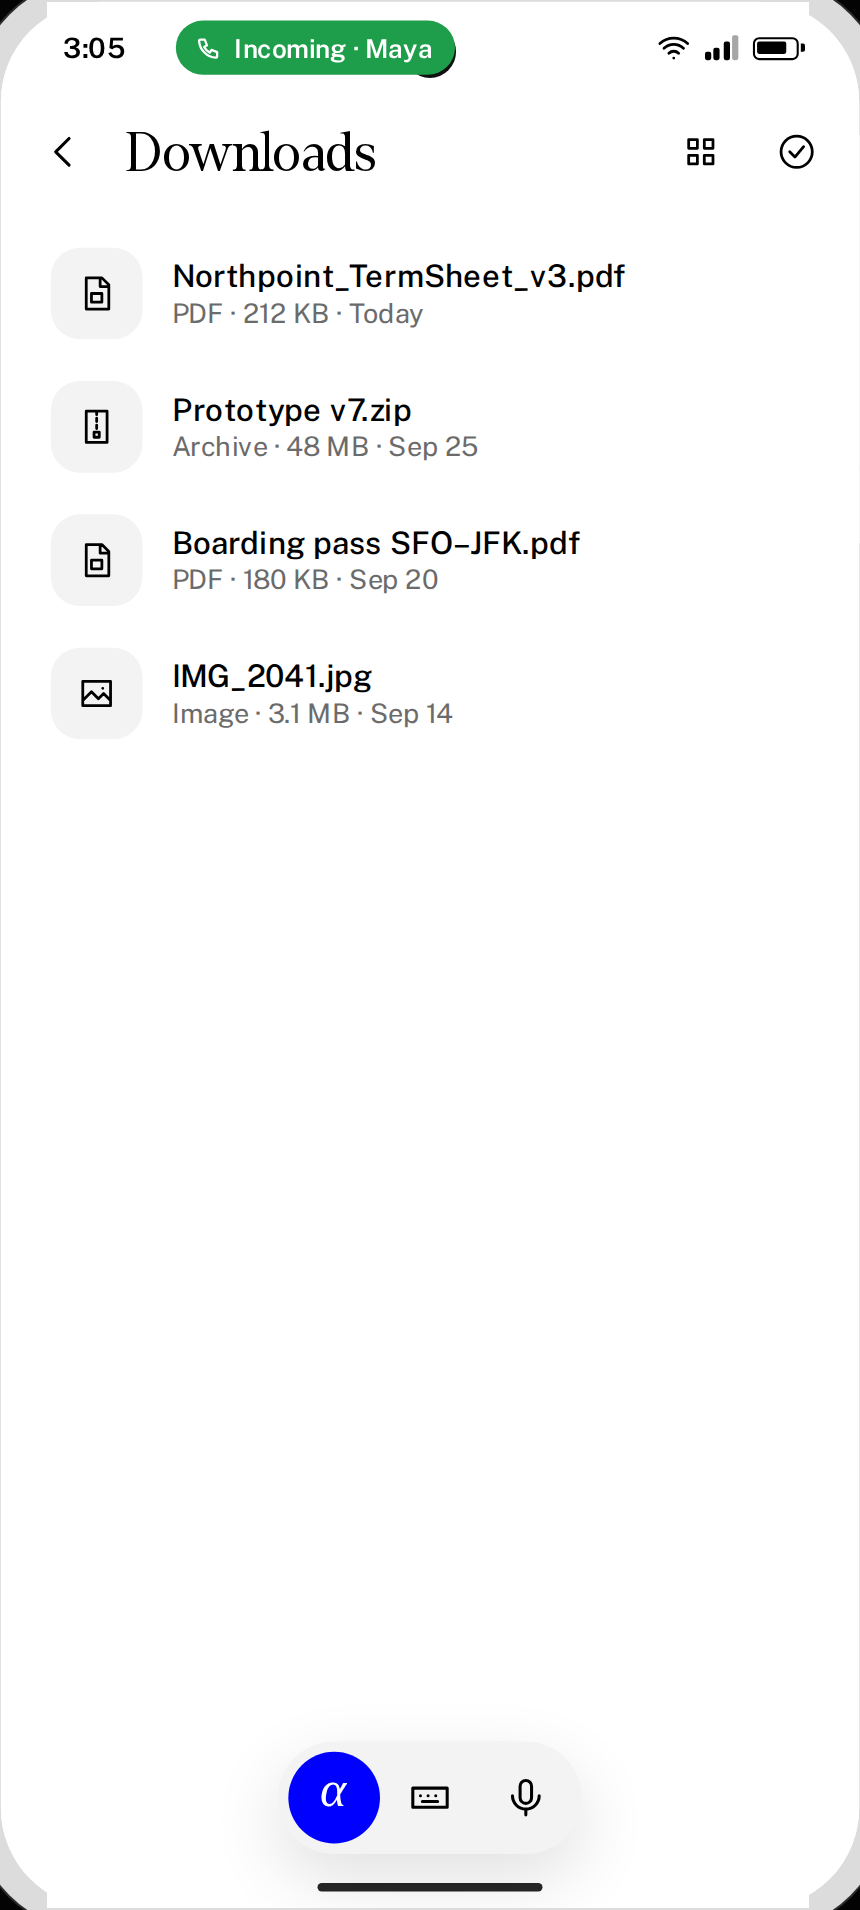 3:05
Incoming · Maya
Downloads
Northpoint_TermSheet_v3.pdf
PDF · 212 KB · Today
Prototype v7.zip
Archive · 48 MB · Sep 25
Boarding pass SFO–JFK.pdf
PDF · 180 KB · Sep 20
IMG_2041.jpg
Image · 3.1 MB · Sep 14
α